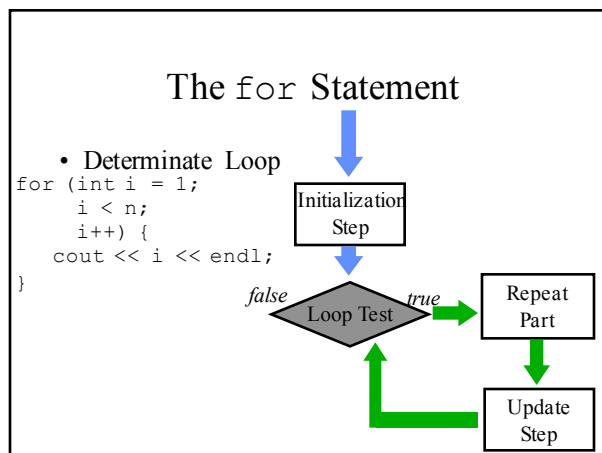 The for Statement
• Determinate Loop
for (int i = 1;
i < n;
i++) {
cout << i << endl;
}
Initialization
Step
false
true
Loop Test
Repeat
Part
Update
Step